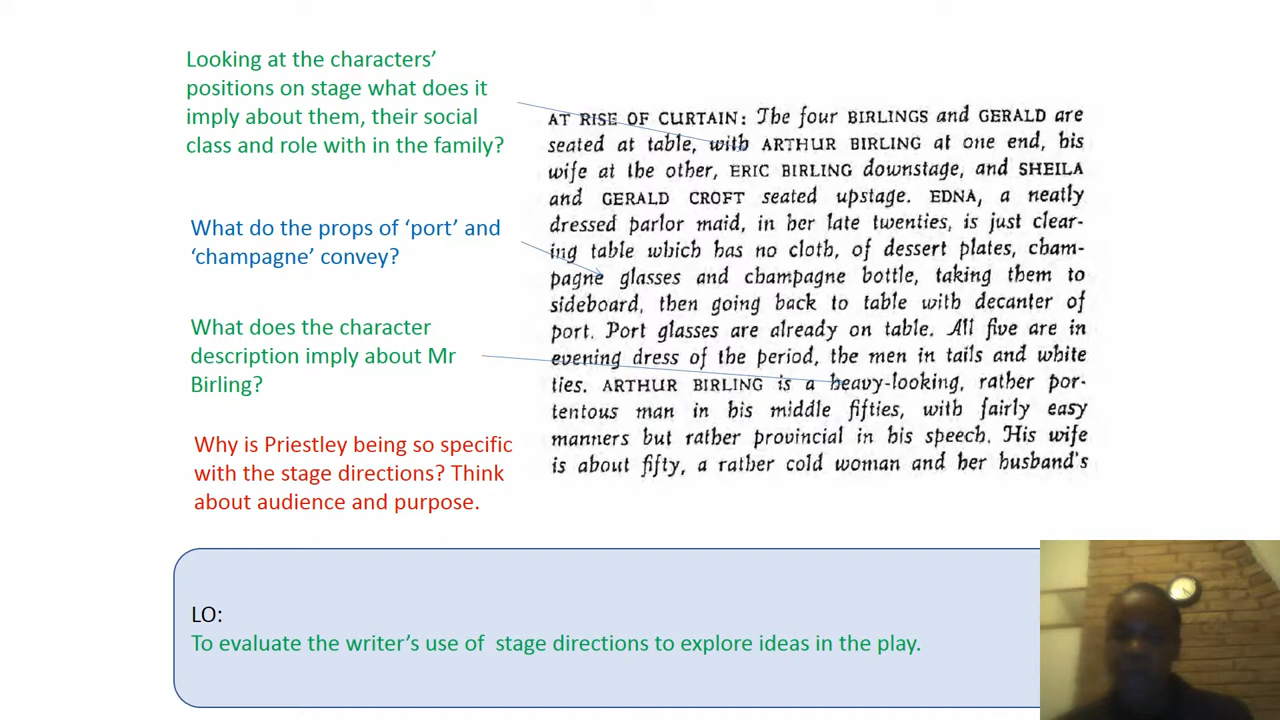 Looking at the characters'
positions on stage what does it
imply about them, their social
class and role with in the family?
What do the props of 'port' and
'champagne' convey?
What does the character
description imply about Mr
Birling?
Why is Priestley being so specific
with the stage directions? Think
about audience and purpose.
AT RISE OF CURTAIN: The four BIRLINGS and GERALD are
seated at table, with ARTHUR BIRLING at one end, his
wife at the other, ERIC BIRLING downstage, and SHEILA
and GERALD CROFT seated upstage. EDNA, a neatly
dressed parlor maid, in her late twenties, is just clear-
ing table which has no cloth, of dessert plates, cham-
pagne glasses and champagne bottle, taking them to
sideboard, then going back to table with decanter of
port. Port glasses are already on table. All five are in
evening dress of the period, the men in tails and white
ties. ARTHUR BIRLING is a heavy-looking, rather por-
tentous man in his middle fifties, with fairly easy
manners but rather provincial in his speech. His wife
is about fifty, a rather cold woman and her husband's
LO:
To evaluate the writer's use of  stage directions to explore ideas in the play.